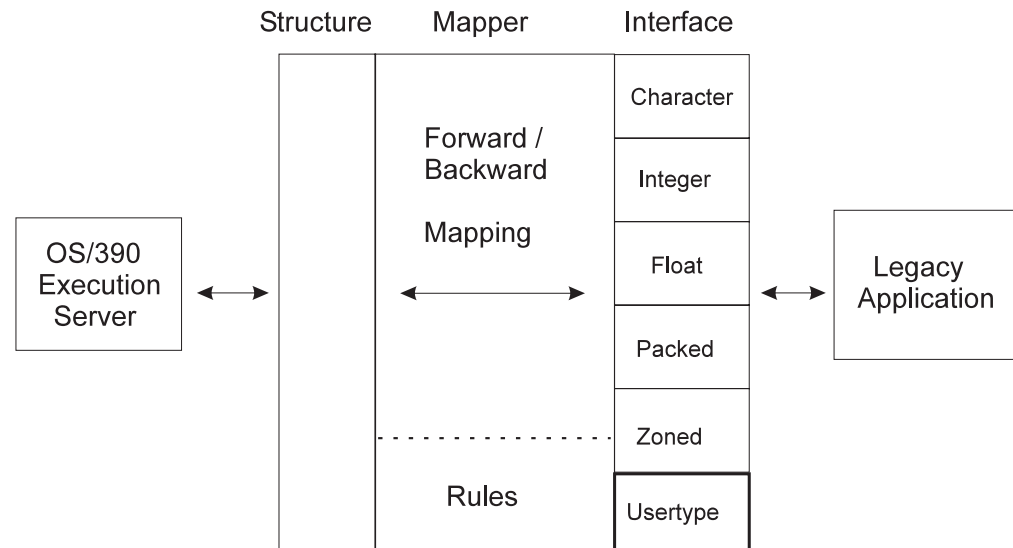 Structure
Mapper
Interface
OS/390
Execution
Server
Forward /
Backward
Mapping
Rules
Character
Integer
Float
Packed
Zoned
Usertype
Legacy
Application